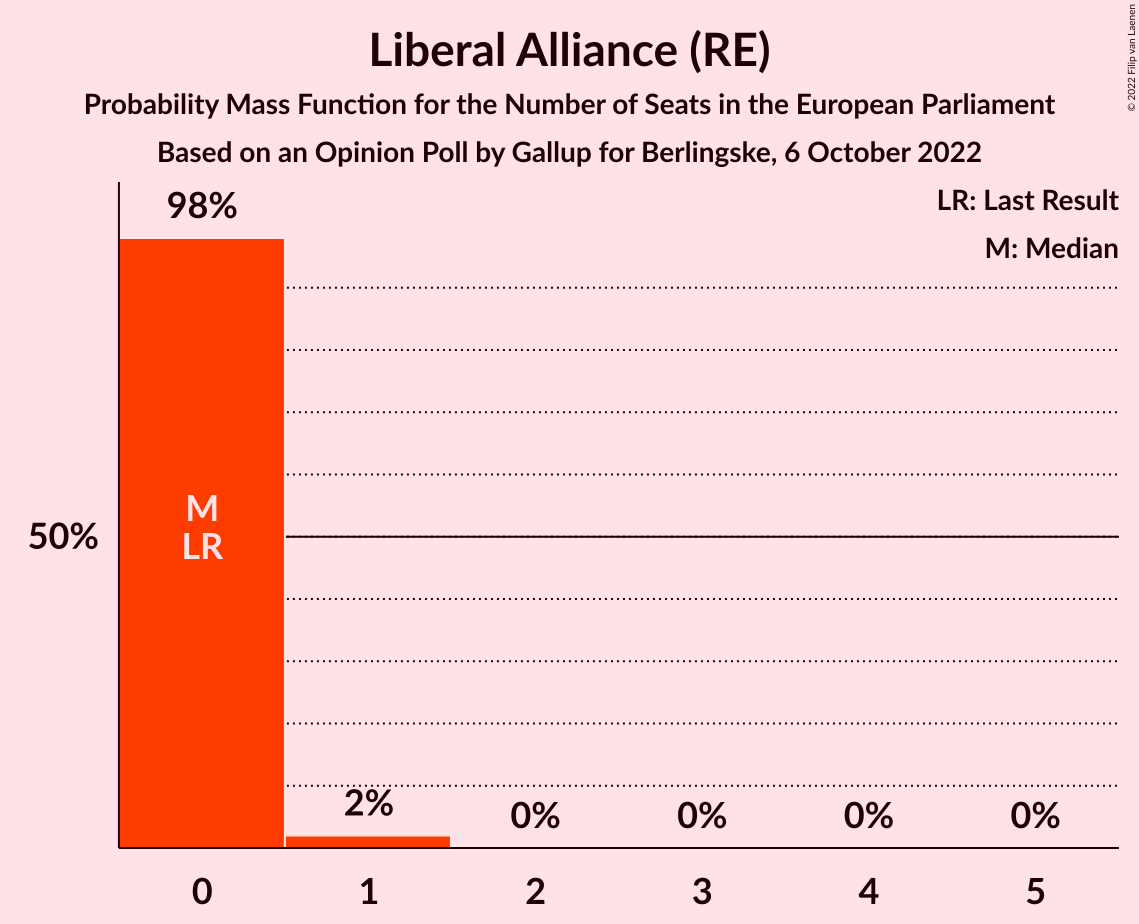 Liberal Alliance (RE)
Probability Mass Function for the Number of Seats in the European Parliament
Based on an Opinion Poll by Gallup for Berlingske, 6 October 2022
© 2022 Filip van Laenen
LR: Last Result
M: Median
98%
M
LR
50%
2%
0%
0%
0%
0%
0
1
2
3
4
5